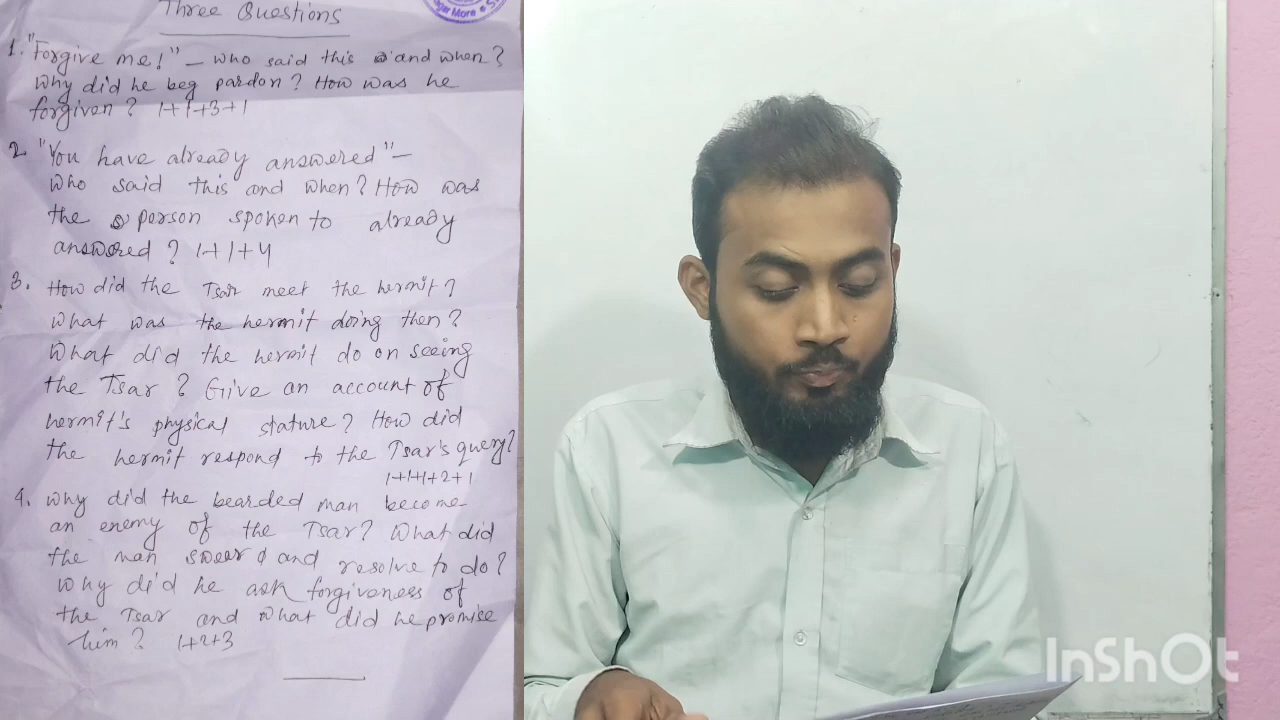 Three Questions
agar More
1. "Forgive me!" – who said this and when?
Why did he beg pardon? How was he
forgiven? 1+1+3+1
2. "You have already answered" –
who said this and when? How was
the person spoken to already
answered? 1+1+4
3. How did the Tsar meet the hermit?
What was the hermit doing then?
What did the hermit do on seeing
the Tsar? Give an account of
hermit's physical stature? How did
the hermit respond to the Tsar's query?
1+1+1+2+1
4. Why did the bearded man become
an enemy of the Tsar? What did
the man swear and resolve to do?
Why did he ask forgiveness of
the Tsar and what did he promise
him? 1+2+3
InShOt